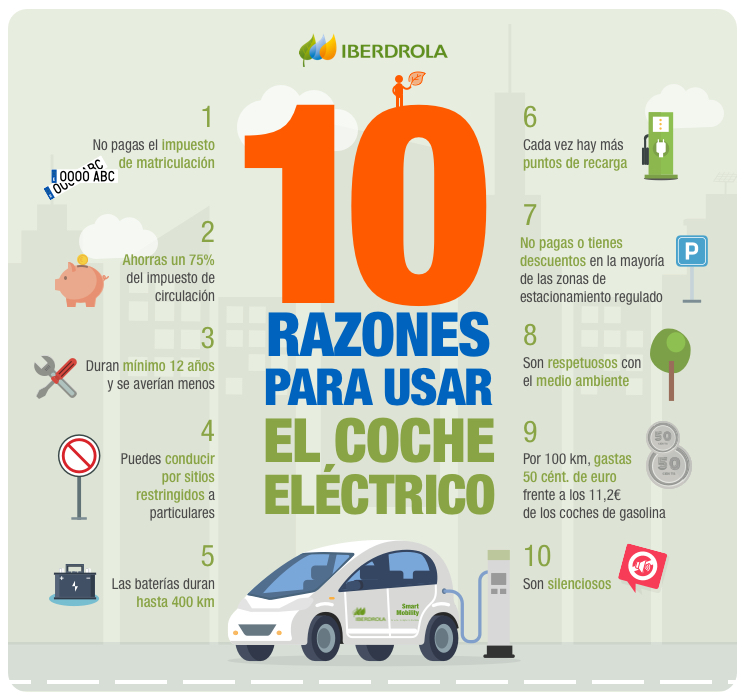 IBERDROLA
10
RAZONES
PARA USAR
EL COCHE
ELÉCTRICO
1
No pagas el impuesto
de matriculación
0000 ABC
2
Ahorras un 75%
del impuesto de
circulación
3
Duran mínimo 12 años
y se averían menos
4
Puedes conducir
por sitios
restringidos a
particulares
5
Las baterías duran
hasta 400 km
6
Cada vez hay más
puntos de recarga
7
No pagas o tienes
descuentos en la mayoría
de las zonas de
estacionamiento regulado
P
8
Son respetuosos con
el medio ambiente
9
Por 100 km, gastas
50 cént. de euro
frente a los 11,2€
de los coches de gasolina
50
50
10
Son silenciosos
IBERDROLA
Smart
Mobility